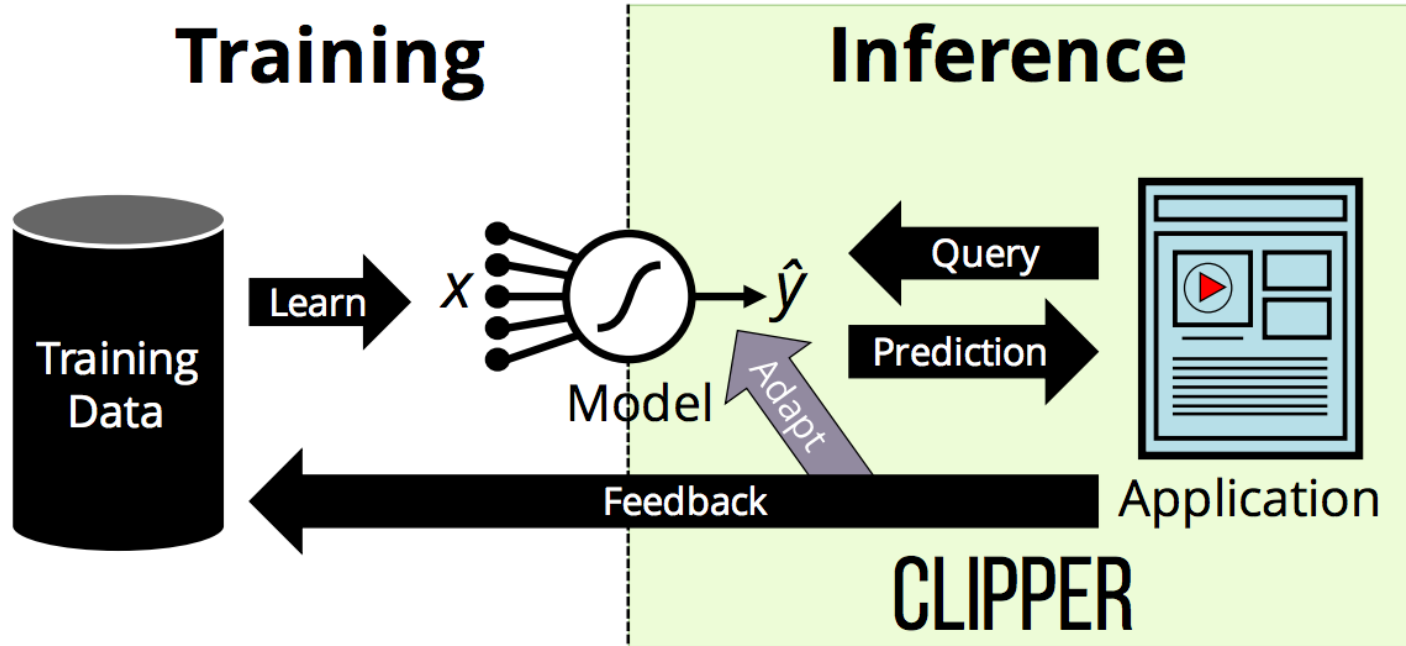 Training
Inference
Training
Data
Learn
x
ŷ
Model
Adapt
Query
Prediction
Feedback
Application
CLIPPER